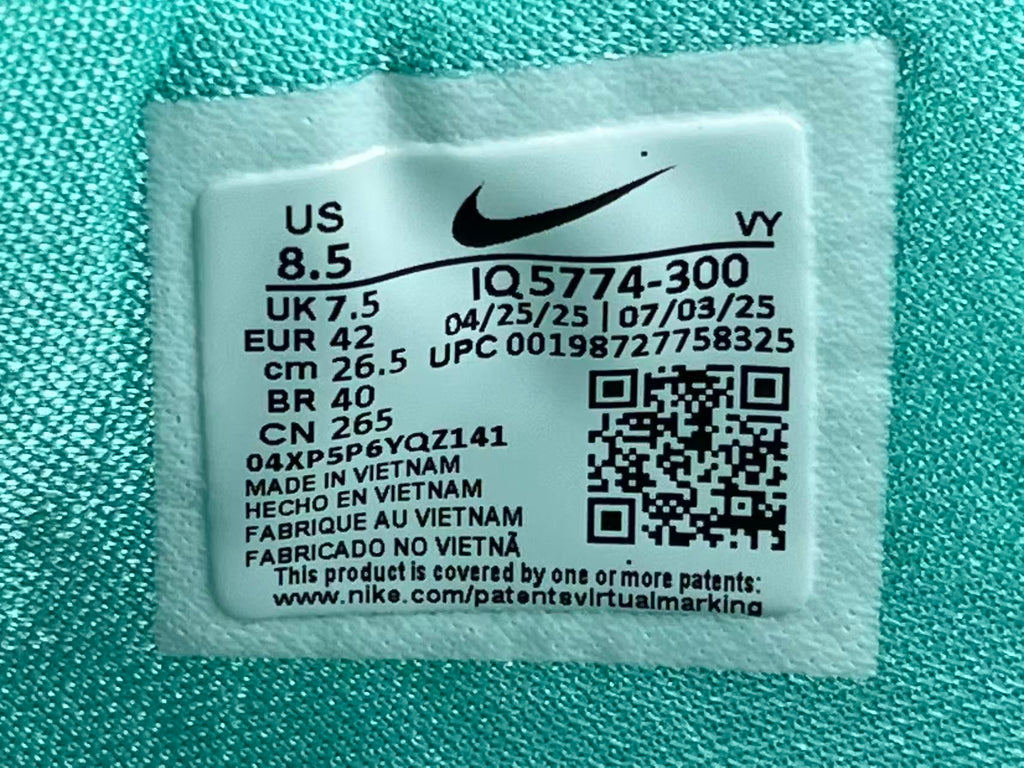 US
8.5
VY
IQ5774-300
UK 7.5
04/25/25 | 07/03/25
EUR 42
UPC 00198727758325
cm 26.5
BR 40
CN 265
04XP5P6YQZ141
MADE IN VIETNAM
HECHO EN VIETNAM
FABRIQUE AU VIETNAM
FABRICADO NO VIETNÃ
This product is covered by one or more patents:
www.nike.com/patentsvirtualmarking